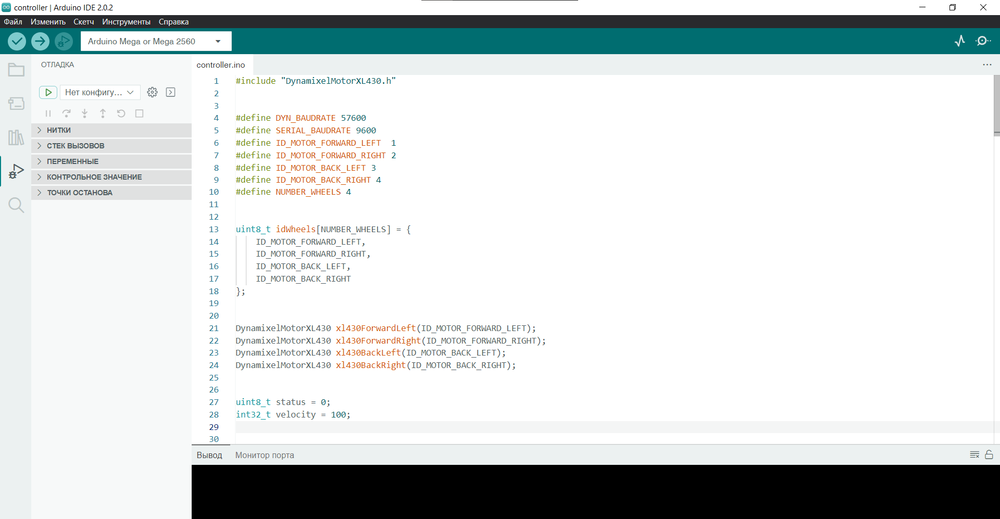 controller | Arduino IDE 2.0.2
Файл Изменить Скетч Инструменты Справка
Arduino Mega or Mega 2560
ОТЛАДКА
Нет конфигу...
НИТКИ
СТЕК ВЫЗОВОВ
ПЕРЕМЕННЫЕ
КОНТРОЛЬНОЕ ЗНАЧЕНИЕ
ТОЧКИ ОСТАНОВА
controller.ino
1 #include "DynamixelMotorXL430.h"
2
3
4 #define DYN_BAUDRATE 57600
5 #define SERIAL_BAUDRATE 9600
6 #define ID_MOTOR_FORWARD_LEFT  1
7 #define ID_MOTOR_FORWARD_RIGHT 2
8 #define ID_MOTOR_BACK_LEFT 3
9 #define ID_MOTOR_BACK_RIGHT 4
10 #define NUMBER_WHEELS 4
11
12
13 uint8_t idWheels[NUMBER_WHEELS] = {
14     ID_MOTOR_FORWARD_LEFT,
15     ID_MOTOR_FORWARD_RIGHT,
16     ID_MOTOR_BACK_LEFT,
17     ID_MOTOR_BACK_RIGHT
18 };
19
20
21 DynamixelMotorXL430 xl430ForwardLeft(ID_MOTOR_FORWARD_LEFT);
22 DynamixelMotorXL430 xl430ForwardRight(ID_MOTOR_FORWARD_RIGHT);
23 DynamixelMotorXL430 xl430BackLeft(ID_MOTOR_BACK_LEFT);
24 DynamixelMotorXL430 xl430BackRight(ID_MOTOR_BACK_RIGHT);
25
26
27 uint8_t status = 0;
28 int32_t velocity = 100;
29
30
Вывод Монитор порта